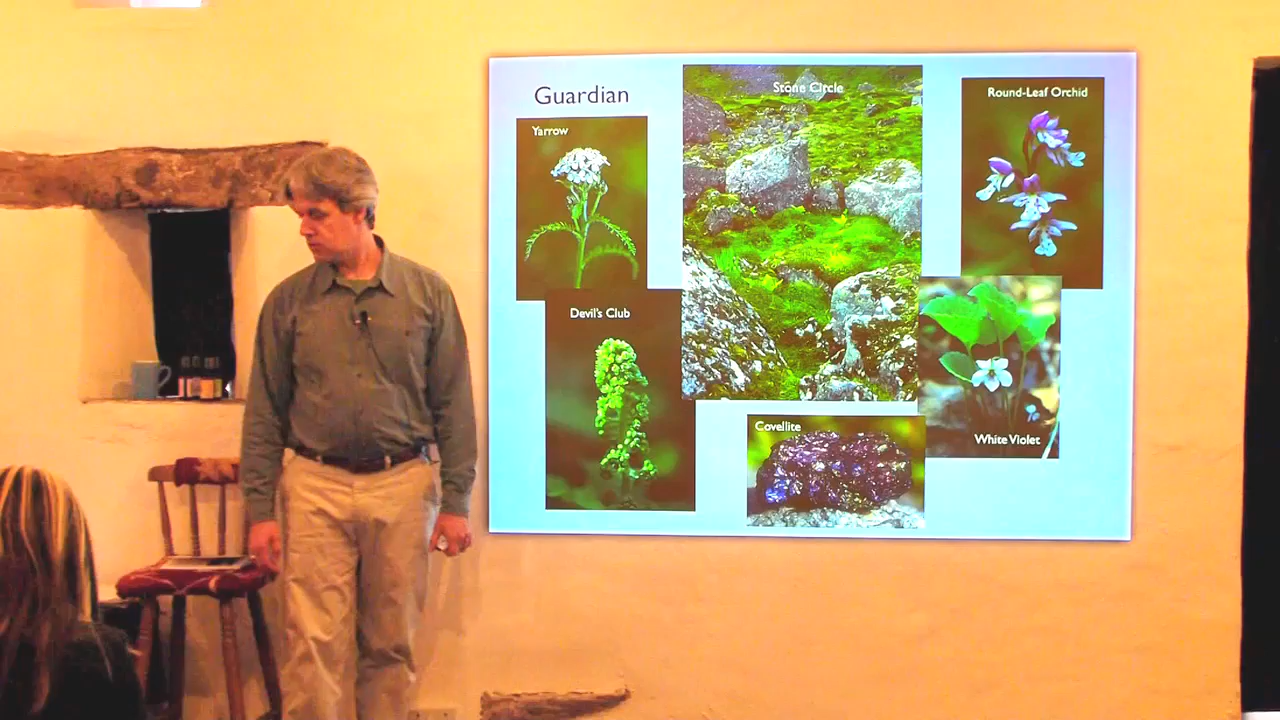 Guardian
Yarrow
Stone Circle
Round-Leaf Orchid
Devil's Club
Covellite
White Violet